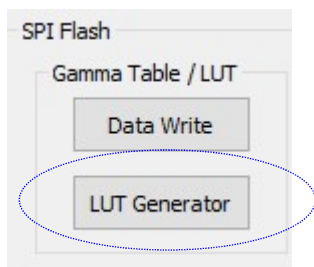 SPI Flash
Gamma Table / LUT
Data Write
LUT Generator